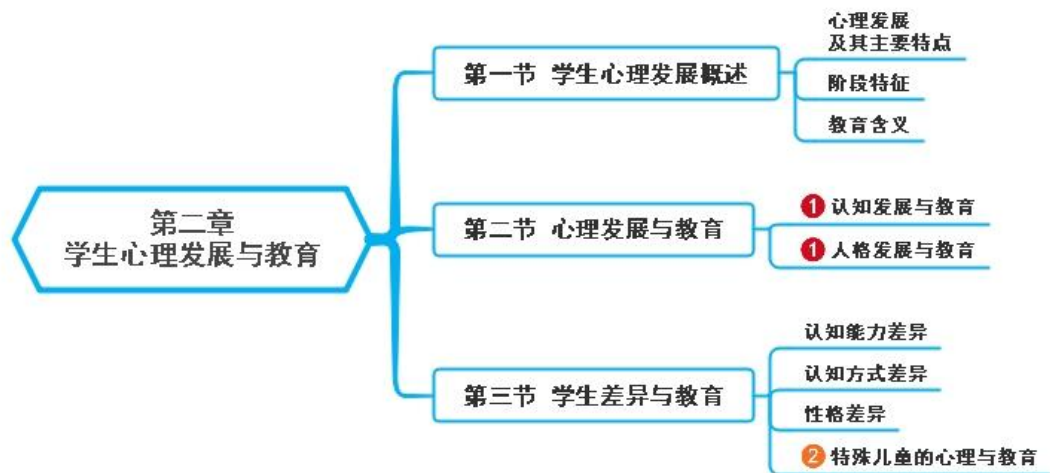 第二章
学生心理发展与教育
第一节 学生心理发展概述
心理发展
及其主要特点
阶段特征
教育含义
第二节 心理发展与教育
1 认知发展与教育
1 人格发展与教育
第三节 学生差异与教育
认知能力差异
认知方式差异
性格差异
2 特殊儿童的心理与教育